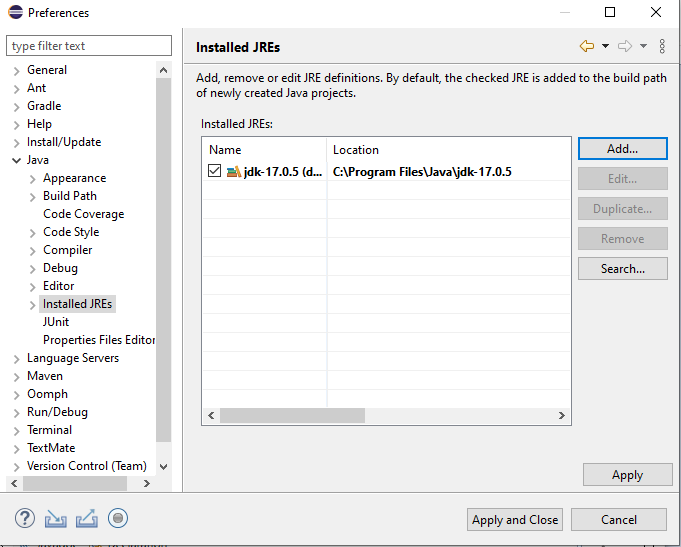 Preferences
type filter text
General
Ant
Gradle
Help
Install/Update
Java
Appearance
Build Path
Code Coverage
Code Style
Compiler
Debug
Editor
Installed JREs
JUnit
Properties Files Editor
Language Servers
Maven
Oomph
Run/Debug
Terminal
TextMate
Version Control (Team)
Installed JREs
Add, remove or edit JRE definitions. By default, the checked JRE is added to the build path
of newly created Java projects.
Installed JREs:
Name Location
jdk-17.0.5 (d... C:\Program Files\Java\jdk-17.0.5
Add...
Edit...
Duplicate...
Remove
Search...
Apply
Apply and Close Cancel